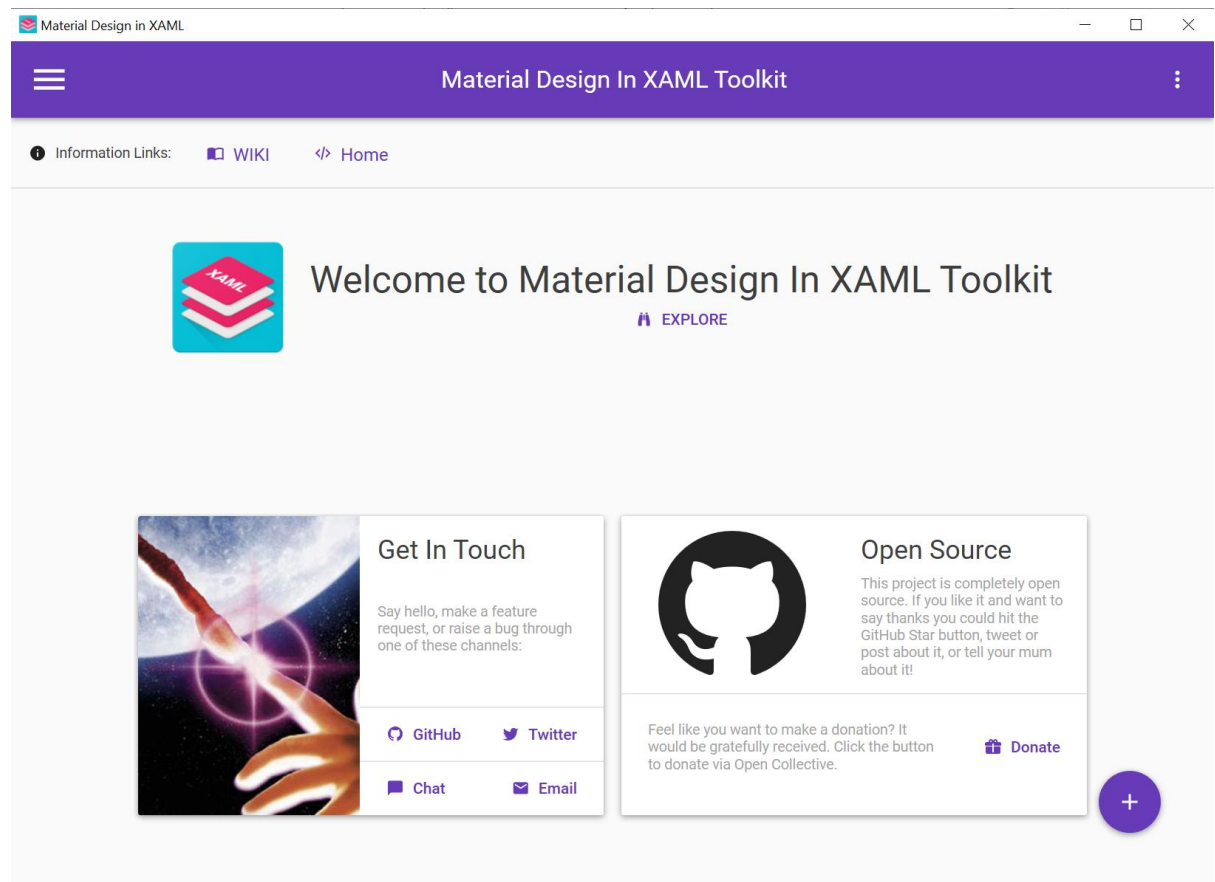 Material Design in XAML
Material Design In XAML Toolkit
Information Links: WIKI Home
XAML
Welcome to Material Design In XAML Toolkit
EXPLORE
Get In Touch
Say hello, make a feature
request, or raise a bug through
one of these channels:
GitHub Twitter
Chat Email
Open Source
This project is completely open
source. If you like it and want to
say thanks you could hit the
GitHub Star button, tweet or
post about it, or tell your mum
about it!
Feel like you want to make a donation? It
would be gratefully received. Click the button
to donate via Open Collective.
Donate